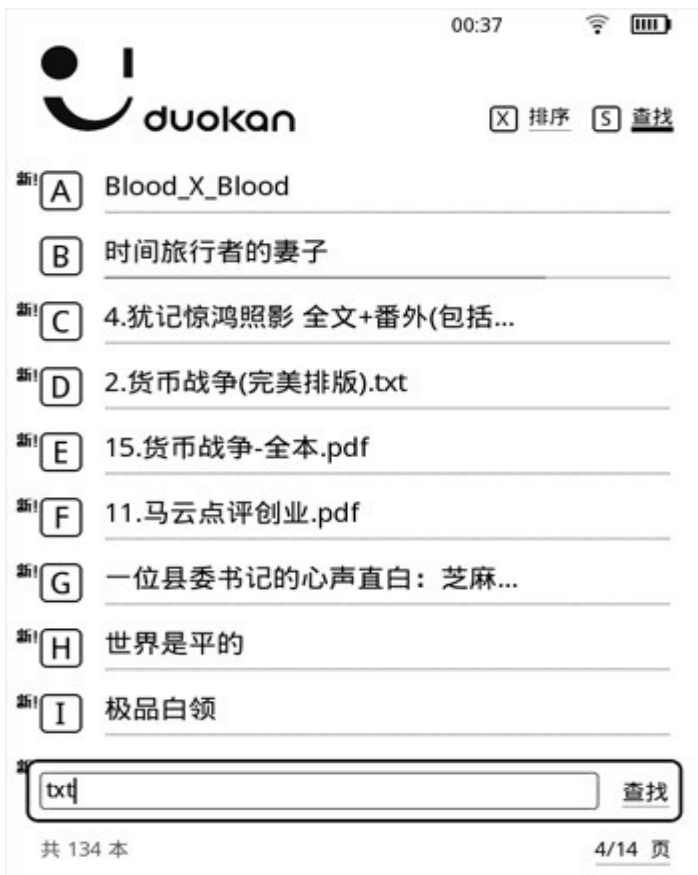 00:37
duokan
X 排序 S 查找
新! A Blood_X_Blood
B 时间旅行者的妻子
新! C 4.犹记惊鸿照影 全文+番外(包括...
新! D 2.货币战争(完美排版).txt
新! E 15.货币战争-全本.pdf
新! F 11.马云点评创业.pdf
新! G 一位县委书记的心声直白：芝麻...
新! H 世界是平的
新! I 极品白领
txt 查找
共 134 本 4/14 页